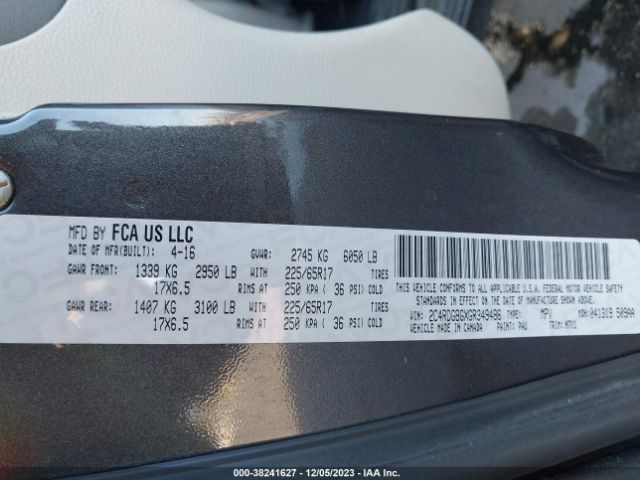 MFD BY FCA US LLC
DATE OF MFR(BUILT): 4-16 GVWR: 2745 KG 6050 LB
GAWR FRONT: 1339 KG 2950 LB WITH 225/65R17 TIRES
17X6.5 RIMS AT 250 KPA ( 36 PSI) COLD
GAWR REAR: 1407 KG 3100 LB WITH 225/65R17 TIRES
17X6.5 RIMS AT 250 KPA ( 36 PSI) COLD
THIS VEHICLE CONFORMS TO ALL APPLICABLE U.S.A. FEDERAL MOTOR VEHICLE
SAFETY STANDARDS IN EFFECT ON THE DATE OF MANUFACTURE SHOWN ABOVE.
VIN: 2C4RDGBGXGR349486 TYPE: MPV MDH: 041319 509AA
VEHICLE MADE IN CANADA PAINT: PAU TRIM:
000-38241627 - 12/05/2023 - IAA Inc.